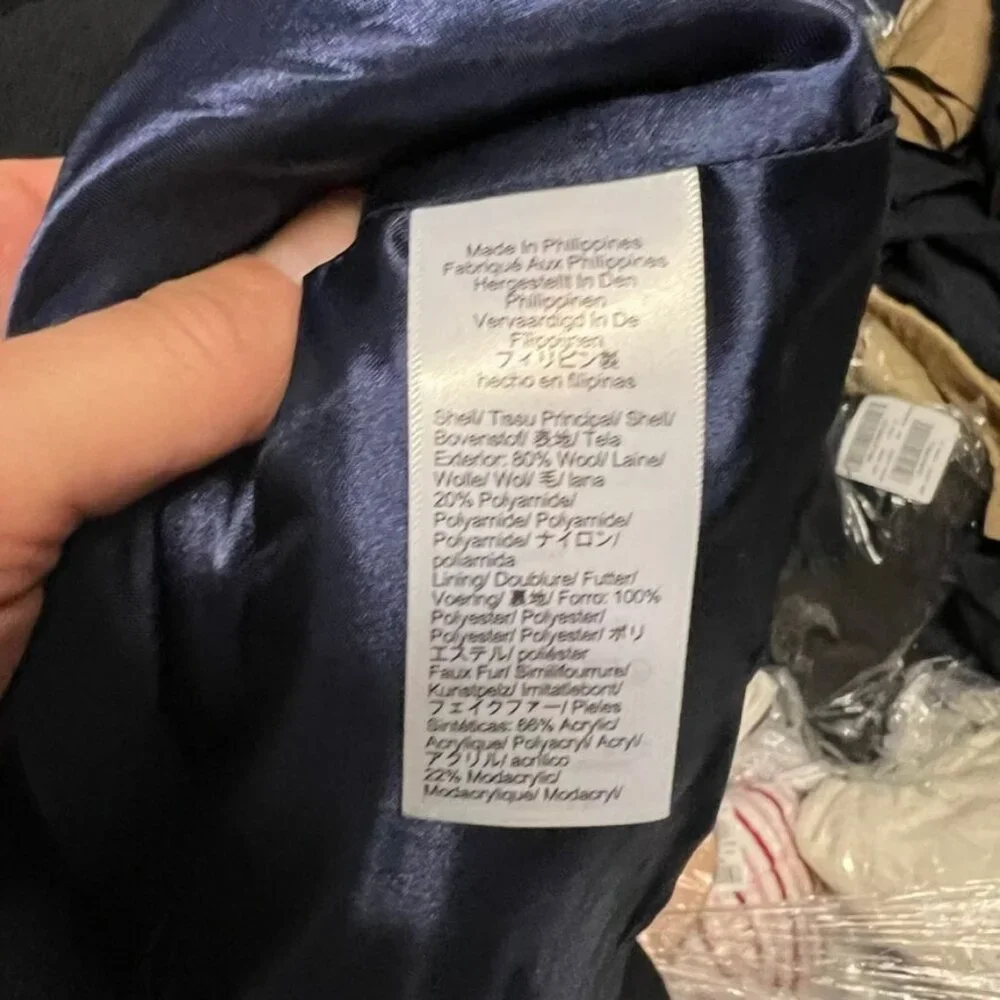 Made In Philippines
Fabriqué Aux Philippines
Hergestellt In Den
Philippinen
Vervaardigd In De
Filippijnen
フィリピン製
hecho en filipinas
Shell/ Tissu Principal/ Shell/
Bovenstof/ 表地/ Tela
Exterior: 80% Wool/ Laine/
Wolle/ Wol/ 毛/ lana
20% Polyamide/
Polyamide/ Polyamide/
Polyamide/ ナイロン/
poliamida
Lining/ Doublure/ Futter/
Voering/ 裏地/ Forro: 100%
Polyester/ Polyester/
Polyester/ Polyester/ ポリ
エステル/ poliéster
Faux Fur/ Similifourrure/
Kunstpelz/ Imitatiebont/
フェイクファー/ Pieles
Sintéticas: 66% Acrylic/
Acrylique/ Polyacryl/ Acryl/
アクリル/ acrílico
22% Modacrylic/
Modacrylique/ Modacryl/